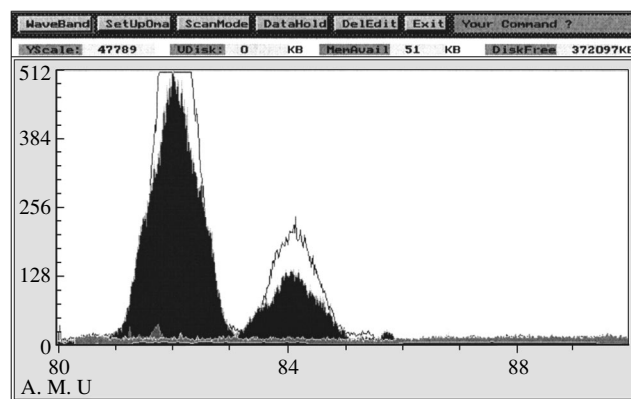 WaveBand SetUpOma ScanMode DataHold DelEdit Exit Your Command ?
YScale: 47789 VDisk: 0 KB MemAvail 51 KB DiskFree 372097KB
512
384
256
128
0
80 84 88
A. M. U